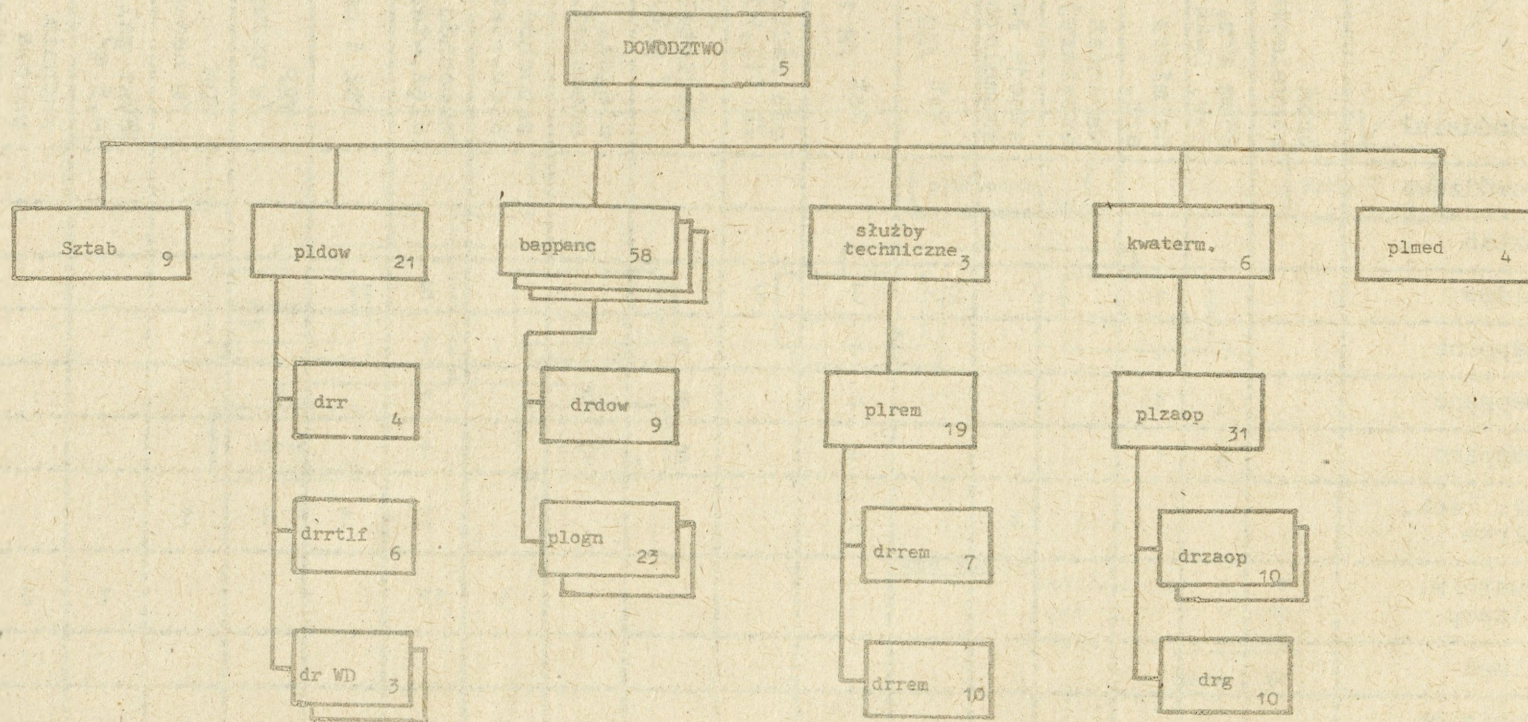 DOWODZTWO
5
Sztab 9
pldow 21
bappanc 58
służby
techniczne 3
kwaterm. 6
plmed 4
drr 4
drdow 9
plrem 19
plzaop 31
drrtlf 6
plogn 23
drrem 7
drzaop 10
dr WD 3
drrem 10
drg 10